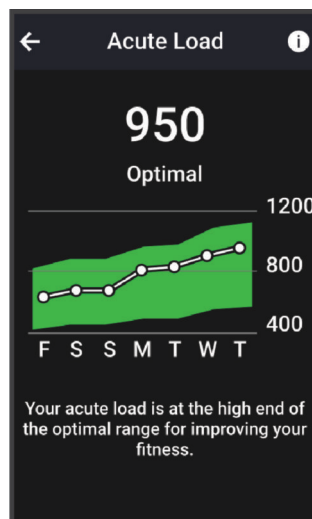 Acute Load
950
Optimal
1200
800
400
F S S M T W T
Your acute load is at the high end of
the optimal range for improving your
fitness.